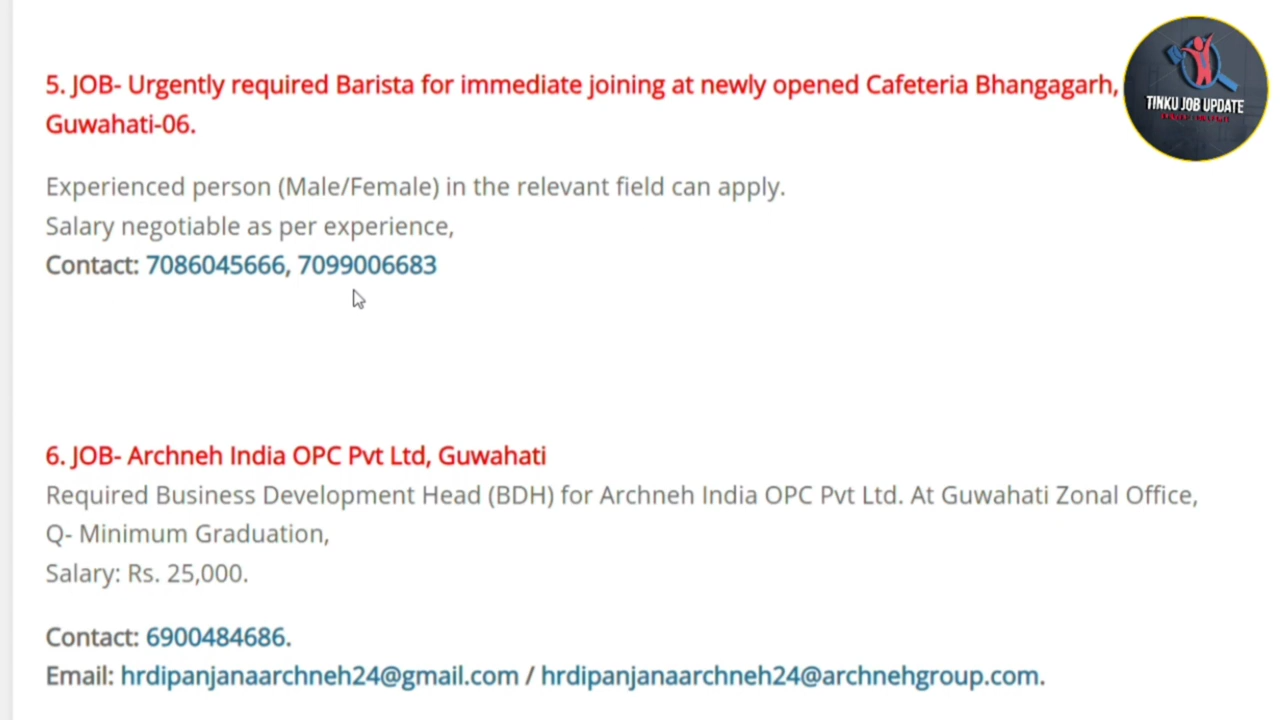 5. JOB- Urgently required Barista for immediate joining at newly opened Cafeteria Bhangagarh,
Guwahati-06.
TINKU JOB UPDATE
Experienced person (Male/Female) in the relevant field can apply.
Salary negotiable as per experience,
Contact: 7086045666, 7099006683
6. JOB- Archneh India OPC Pvt Ltd, Guwahati
Required Business Development Head (BDH) for Archneh India OPC Pvt Ltd. At Guwahati Zonal Office,
Q- Minimum Graduation,
Salary: Rs. 25,000.
Contact: 6900484686.
Email: hrdipanjanaarchneh24@gmail.com / hrdipanjanaarchneh24@archnehgroup.com.